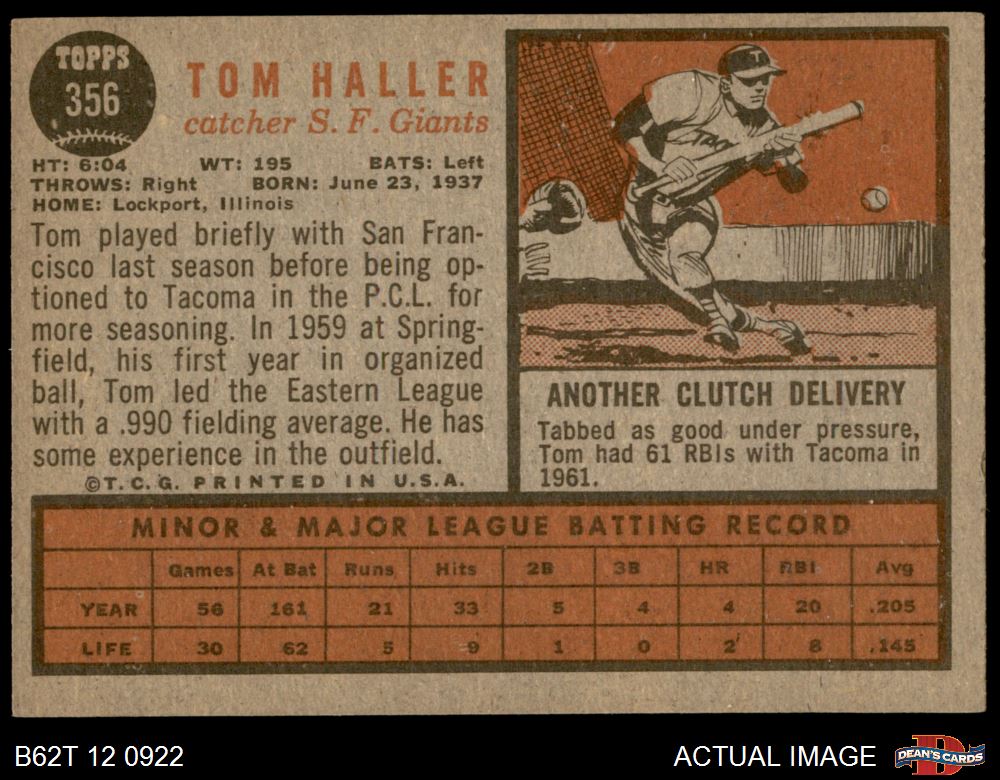 TOPPS
356
TOM HALLER
catcher S. F. Giants
HT: 6:04 WT: 195 BATS: Left
THROWS: Right BORN: June 23, 1937
HOME: Lockport, Illinois
Tom played briefly with San Fran-
cisco last season before being op-
tioned to Tacoma in the P.C.L. for
more seasoning. In 1959 at Spring-
field, his first year in organized
ball, Tom led the Eastern League
with a .990 fielding average. He has
some experience in the outfield.
©T.C.G. PRINTED IN U.S.A.
T
TAC
ANOTHER CLUTCH DELIVERY
Tabbed as good under pressure,
Tom had 61 RBIs with Tacoma in
1961.
MINOR & MAJOR LEAGUE BATTING RECORD
Games At Bat Runs Hits 2B 3B HR RBI Avg
YEAR 56 161 21 33 5 4 4 20 .205
LIFE 30 62 5 9 1 0 2 8 .145
B62T 12 0922
ACTUAL IMAGE
D
DEAN'S CARDS